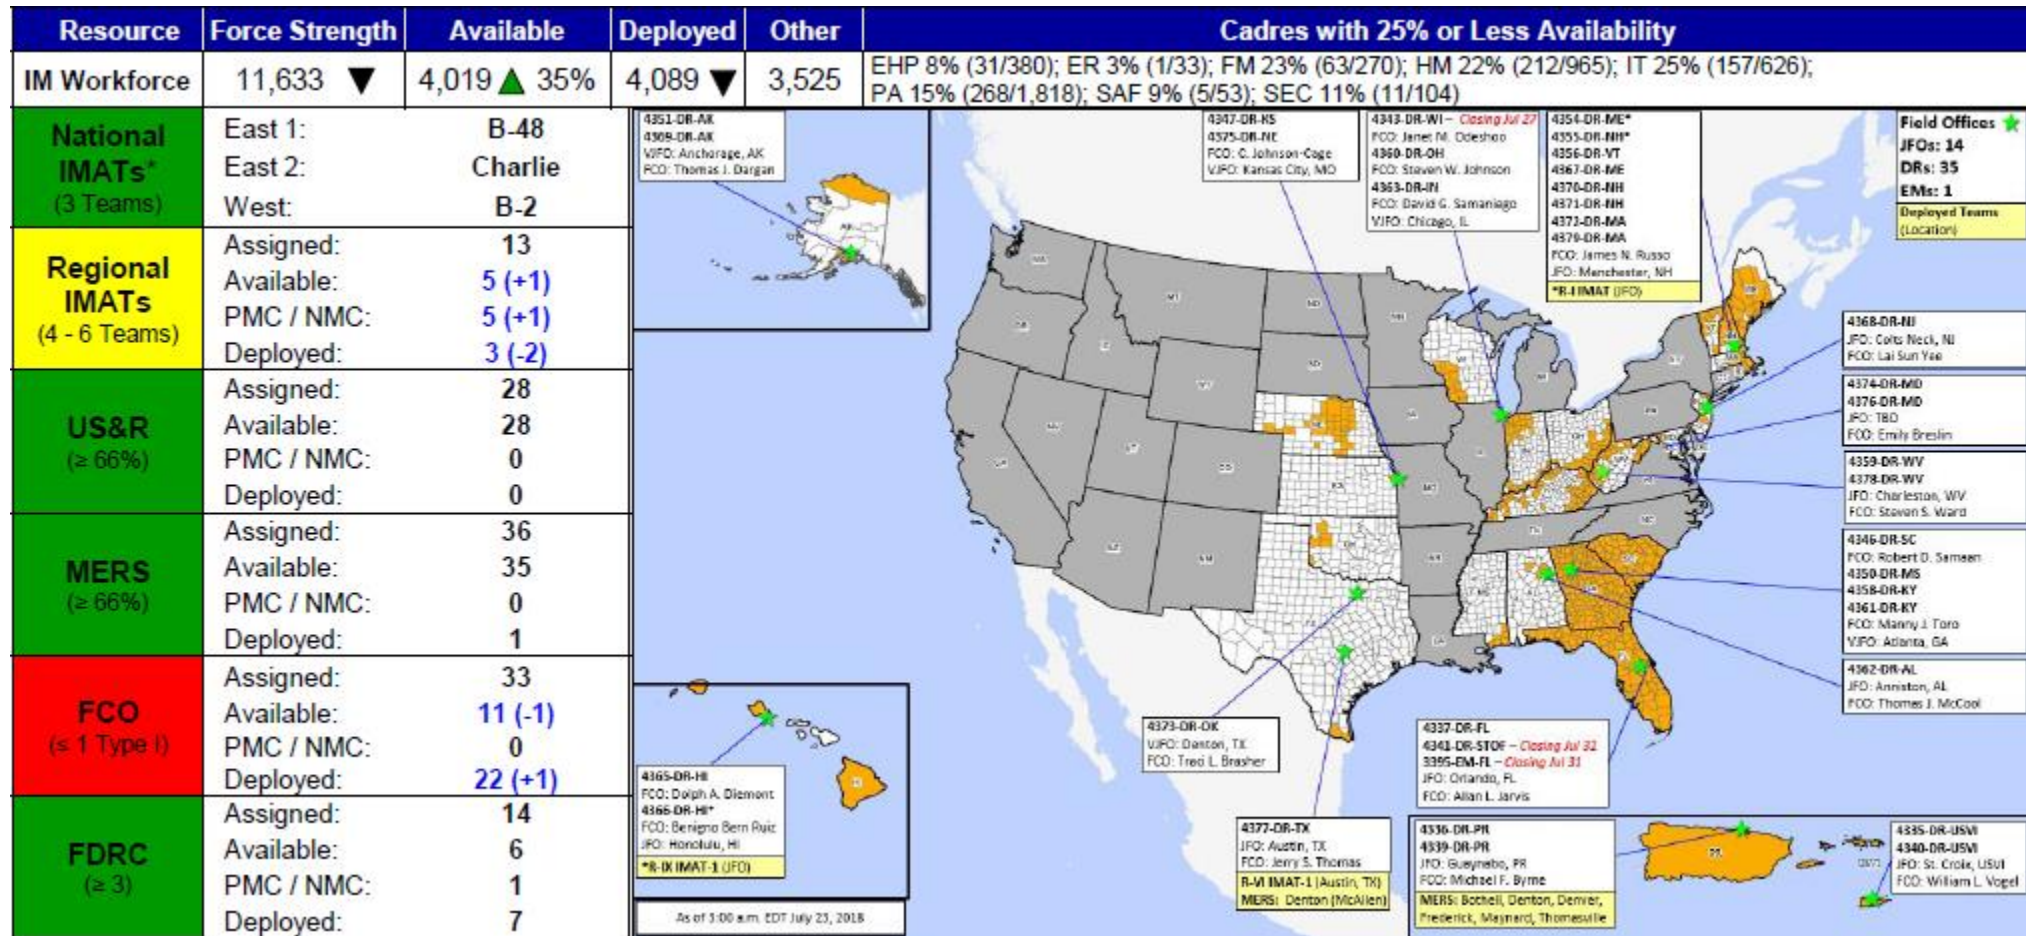 Resource Force Strength Available Deployed Other Cadres with 25% or Less Availability
IM Workforce 11,633 ▼ 4,019 ▲ 35% 4,089 ▼ 3,525
EHP 8% (31/380); ER 3% (1/33); FM 23% (63/270); HM 22% (212/965); IT 25% (157/626);
PA 15% (268/1,818); SAF 9% (5/53); SEC 11% (11/104)
National
IMATs*
(3 Teams)
East 1: B-48
East 2: Charlie
West: B-2
Regional
IMATs
(4 - 6 Teams)
Assigned: 13
Available: 5 (+1)
PMC / NMC: 5 (+1)
Deployed: 3 (-2)
US&R
(≥ 66%)
Assigned: 28
Available: 28
PMC / NMC: 0
Deployed: 0
MERS
(≥ 66%)
Assigned: 36
Available: 35
PMC / NMC: 0
Deployed: 1
FCO
(≤ 1 Type I)
Assigned: 33
Available: 11 (-1)
PMC / NMC: 0
Deployed: 22 (+1)
FDRC
(≥ 3)
Assigned: 14
Available: 6
PMC / NMC: 1
Deployed: 7
4351-DR-AK
4369-DR-AK
VJFO: Anchorage, AK
FCO: Thomas J. Dargan
4347-DR-KS
4375-DR-NE
FCO: C. Johnson-Cage
VJFO: Kansas City, MO
4343-DR-WI – Closing Jul 27
FCO: Janet M. Odeshoo
4360-DR-OH
FCO: Steven W. Johnson
4363-DR-IN
FCO: David G. Samaniego
VJFO: Chicago, IL
4354-DR-ME*
4355-DR-NH*
4356-DR-VT
4367-DR-ME
4370-DR-NH
4371-DR-NH
4372-DR-MA
4379-DR-MA
FCO: James N. Russo
JFO: Manchester, NH
*R-I IMAT (JFO)
Field Offices
JFOs: 14
DRs: 35
EMs: 1
Deployed Teams
(Location)
4368-DR-NJ
JFO: Colts Neck, NJ
FCO: Lai Sun Yee
4374-DR-MD
4376-DR-MD
JFO: TBD
FCO: Emily Breslin
4359-DR-WV
4378-DR-WV
JFO: Charleston, WV
FCO: Steven S. Ward
4346-DR-SC
FCO: Robert D. Samaan
4350-DR-MS
4358-DR-KY
4361-DR-KY
FCO: Manny J. Toro
VJFO: Atlanta, GA
4362-DR-AL
JFO: Anniston, AL
FCO: Thomas J. McCool
4373-DR-OK
VJFO: Denton, TX
FCO: Traci L. Brasher
4337-DR-FL
4341-DR-STOF – Closing Jul 31
3395-EM-FL – Closing Jul 31
JFO: Orlando, FL
FCO: Allan L. Jarvis
4365-DR-HI
FCO: Dolph A. Diemont
4366-DR-HI*
FCO: Benigno Bern Ruiz
JFO: Honolulu, HI
*R-IX IMAT-1 (JFO)
As of 3:00 a.m. EDT July 23, 2018
4377-DR-TX
JFO: Austin, TX
FCO: Jerry S. Thomas
R-VI IMAT-1 (Austin, TX)
MERS: Denton (McAllen)
4336-DR-PR
4339-DR-PR
JFO: Guaynabo, PR
FCO: Michael F. Byrne
MERS: Bothell, Denton, Denver,
Frederick, Maynard, Thomasville
4335-DR-USVI
4340-DR-USVI
JFO: St. Croix, USVI
FCO: William L. Vogel